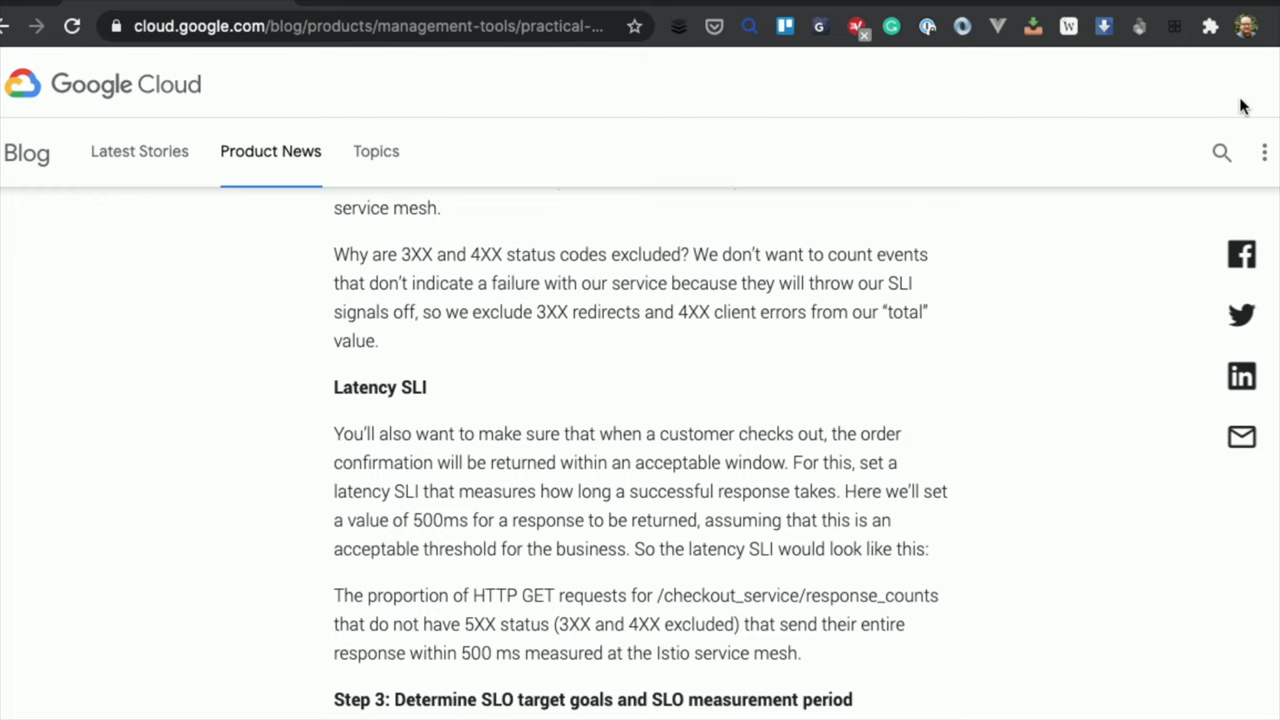 cloud.google.com/blog/products/management-tools/practical-...
Google Cloud
Blog
Latest Stories
Product News
Topics
service mesh.
Why are 3XX and 4XX status codes excluded? We don’t want to count events
that don’t indicate a failure with our service because they will throw our SLI
signals off, so we exclude 3XX redirects and 4XX client errors from our “total”
value.
Latency SLI
You’ll also want to make sure that when a customer checks out, the order
confirmation will be returned within an acceptable window. For this, set a
latency SLI that measures how long a successful response takes. Here we’ll set
a value of 500ms for a response to be returned, assuming that this is an
acceptable threshold for the business. So the latency SLI would look like this:
The proportion of HTTP GET requests for /checkout_service/response_counts
that do not have 5XX status (3XX and 4XX excluded) that send their entire
response within 500 ms measured at the Istio service mesh.
Step 3: Determine SLO target goals and SLO measurement period